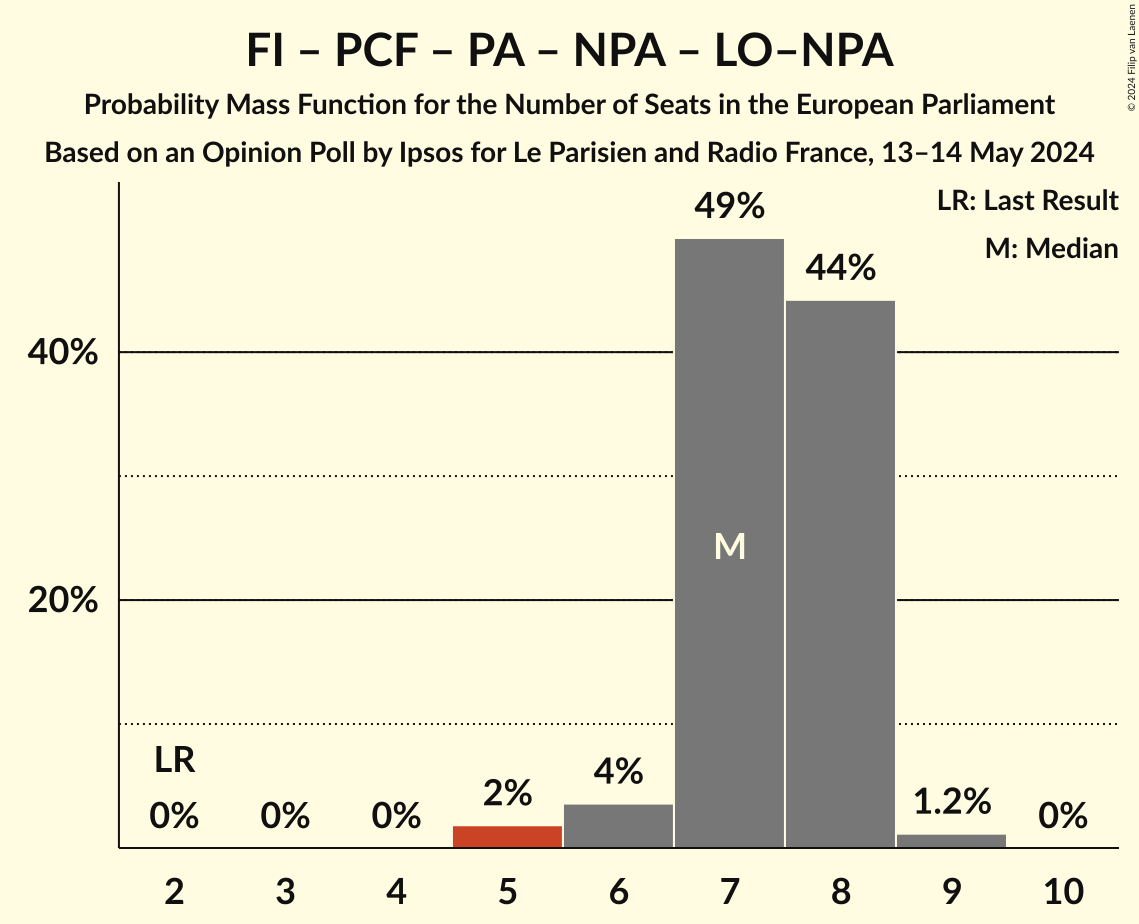 FI – PCF – PA – NPA – LO–NPA
Probability Mass Function for the Number of Seats in the European Parliament
Based on an Opinion Poll by Ipsos for Le Parisien and Radio France, 13–14 May 2024
© 2024 Filip van Laenen
LR: Last Result
M: Median
49%
44%
40%
M
20%
LR
0%
0%
0%
2%
4%
1.2%
0%
2 3 4 5 6 7 8 9 10